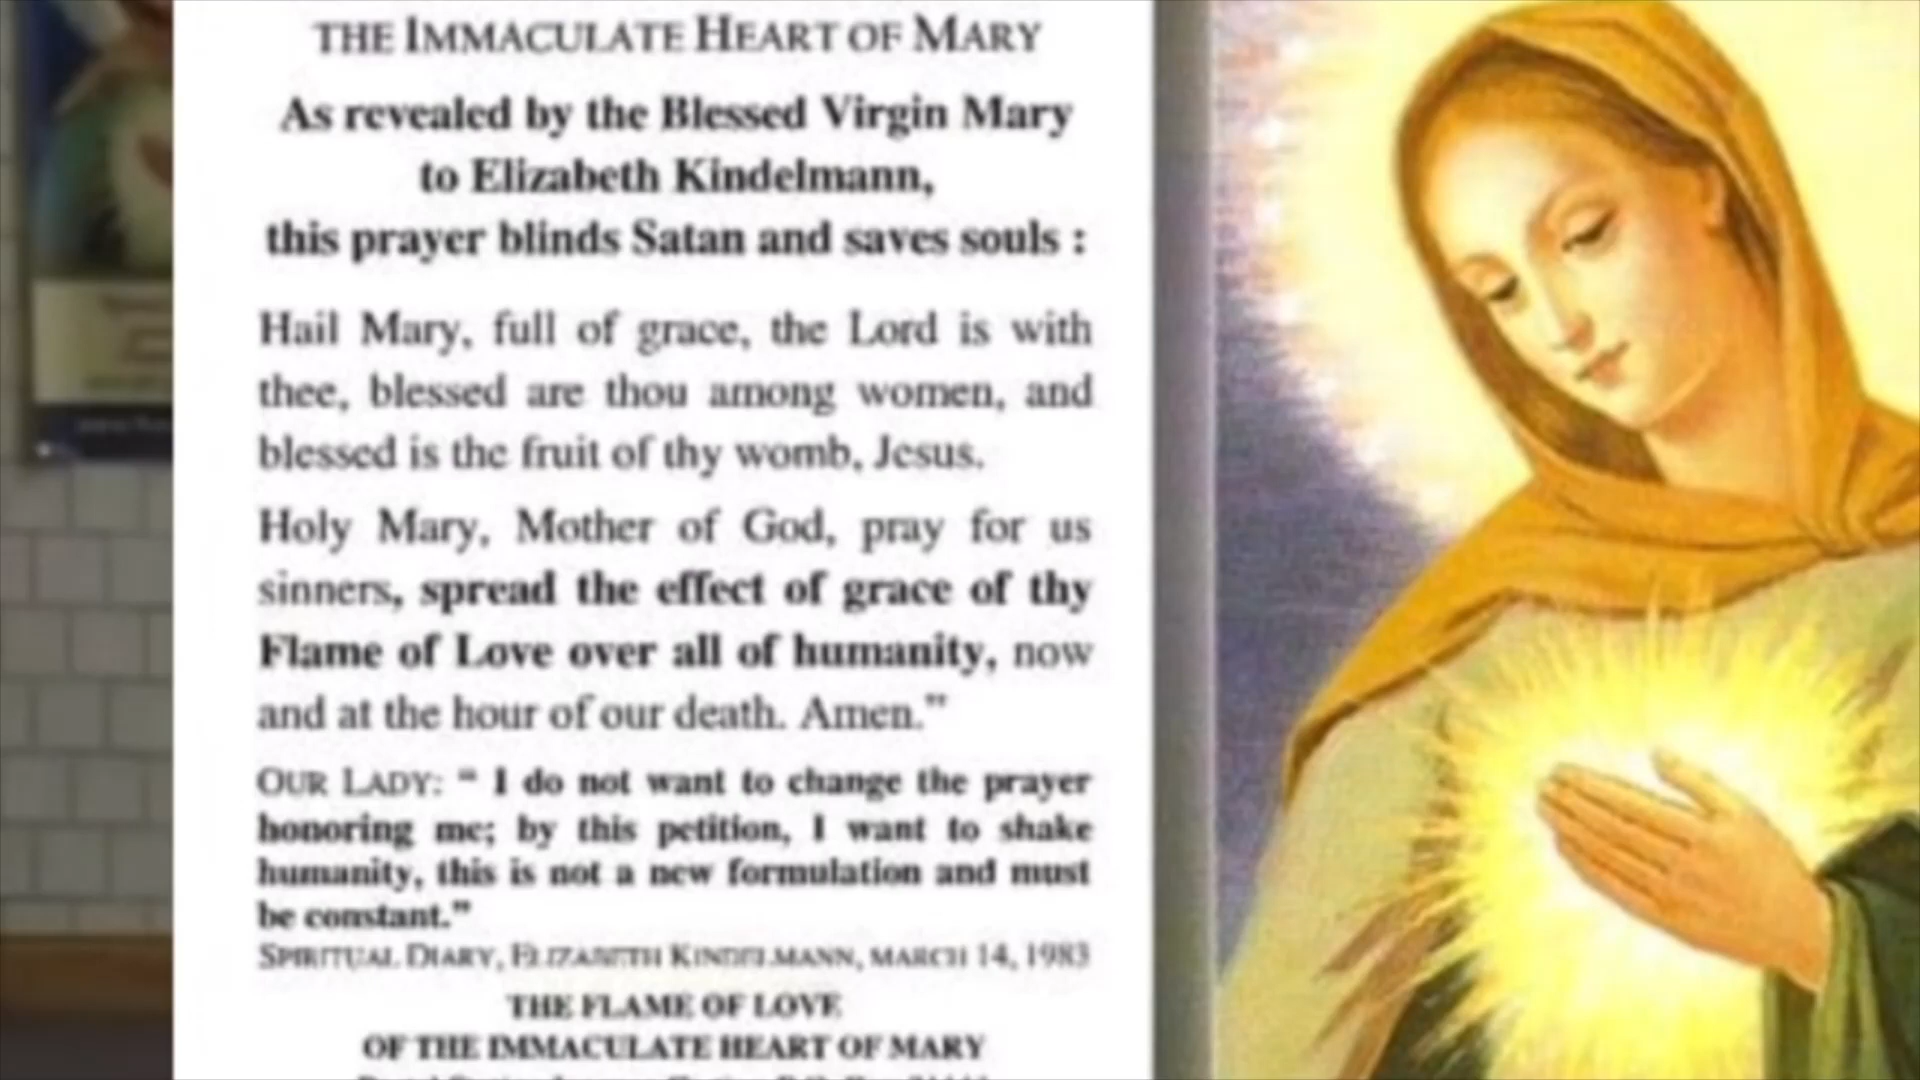 THE IMMACULATE HEART OF MARY
As revealed by the Blessed Virgin Mary
to Elizabeth Kindelmann,
this prayer blinds Satan and saves souls :
Hail Mary, full of grace, the Lord is with
thee, blessed are thou among women, and
blessed is the fruit of thy womb, Jesus.
Holy Mary, Mother of God, pray for us
sinners, spread the effect of grace of thy
Flame of Love over all of humanity, now
and at the hour of our death. Amen.”
OUR LADY: “ I do not want to change the prayer
honoring me; by this petition, I want to shake
humanity, this is not a new formulation and must
be constant.”
SPIRITUAL DIARY, ELIZABETH KINDELMANN, MARCH 14, 1983
THE FLAME OF LOVE
OF THE IMMACULATE HEART OF MARY